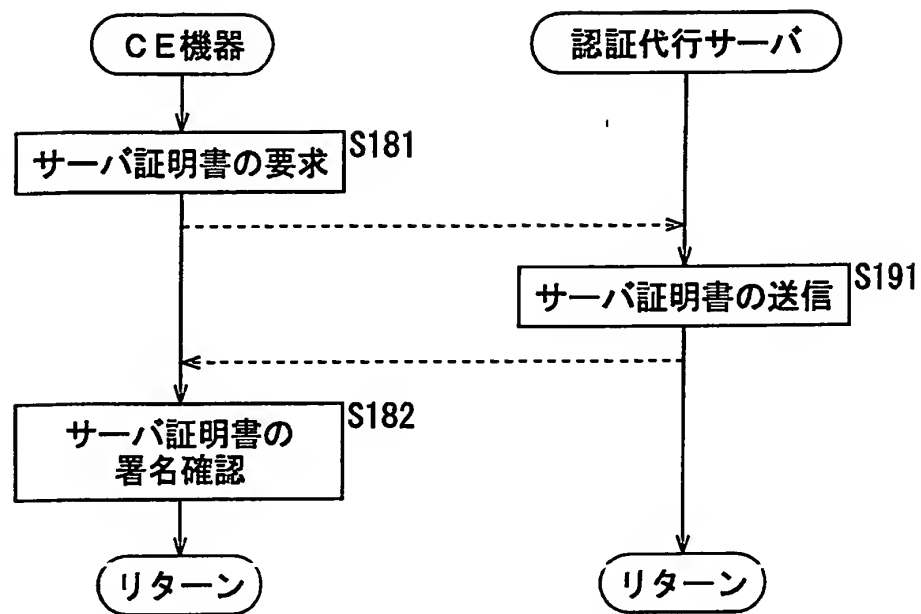 CE機器
認証代行サーバ
サーバ証明書の要求
S181
サーバ証明書の送信
S191
サーバ証明書の
署名確認
S182
リターン
リターン